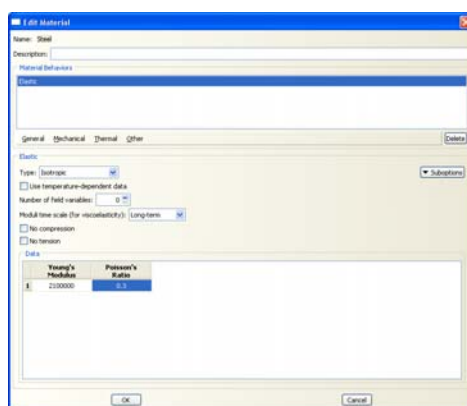 Edit Material
Name: Steel
Description:
Material Behaviors
Elastic
General Mechanical Thermal Other Delete
Elastic
Type: Isotropic Suboptions
Use temperature-dependent data
Number of field variables: 0
Moduli time scale (for viscoelasticity): Long-term
No compression
No tension
Data
Young's Modulus Poisson's Ratio
1 2100000 0.3
OK Cancel